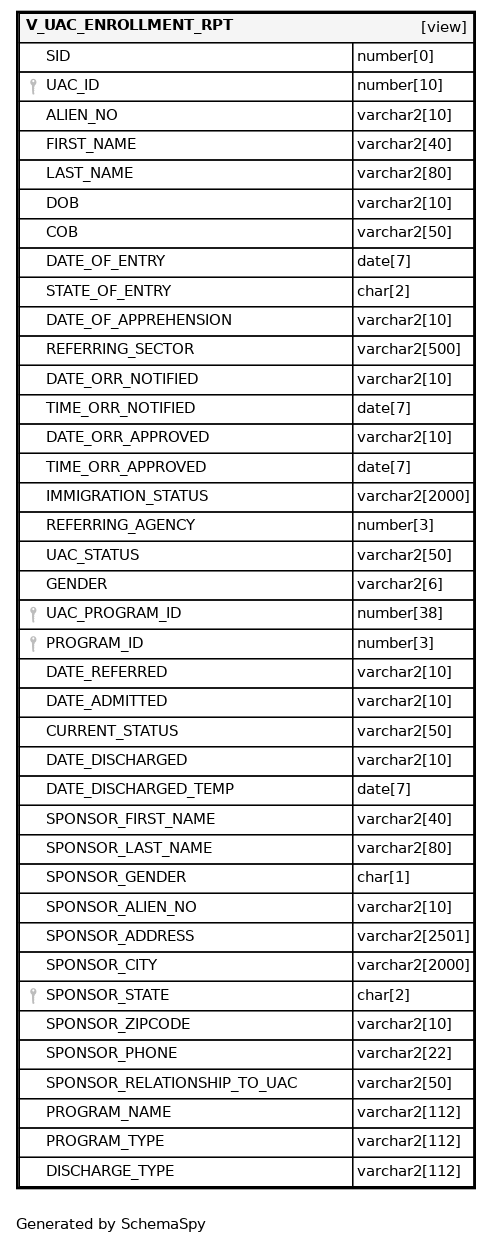 V_UAC_ENROLLMENT_RPT [view]
SID number[0]
UAC_ID number[10]
ALIEN_NO varchar2[10]
FIRST_NAME varchar2[40]
LAST_NAME varchar2[80]
DOB varchar2[10]
COB varchar2[50]
DATE_OF_ENTRY date[7]
STATE_OF_ENTRY char[2]
DATE_OF_APPREHENSION varchar2[10]
REFERRING_SECTOR varchar2[500]
DATE_ORR_NOTIFIED varchar2[10]
TIME_ORR_NOTIFIED date[7]
DATE_ORR_APPROVED varchar2[10]
TIME_ORR_APPROVED date[7]
IMMIGRATION_STATUS varchar2[2000]
REFERRING_AGENCY number[3]
UAC_STATUS varchar2[50]
GENDER varchar2[6]
UAC_PROGRAM_ID number[38]
PROGRAM_ID number[3]
DATE_REFERRED varchar2[10]
DATE_ADMITTED varchar2[10]
CURRENT_STATUS varchar2[50]
DATE_DISCHARGED varchar2[10]
DATE_DISCHARGED_TEMP date[7]
SPONSOR_FIRST_NAME varchar2[40]
SPONSOR_LAST_NAME varchar2[80]
SPONSOR_GENDER char[1]
SPONSOR_ALIEN_NO varchar2[10]
SPONSOR_ADDRESS varchar2[2501]
SPONSOR_CITY varchar2[2000]
SPONSOR_STATE char[2]
SPONSOR_ZIPCODE varchar2[10]
SPONSOR_PHONE varchar2[22]
SPONSOR_RELATIONSHIP_TO_UAC varchar2[50]
PROGRAM_NAME varchar2[112]
PROGRAM_TYPE varchar2[112]
DISCHARGE_TYPE varchar2[112]
Generated by SchemaSpy